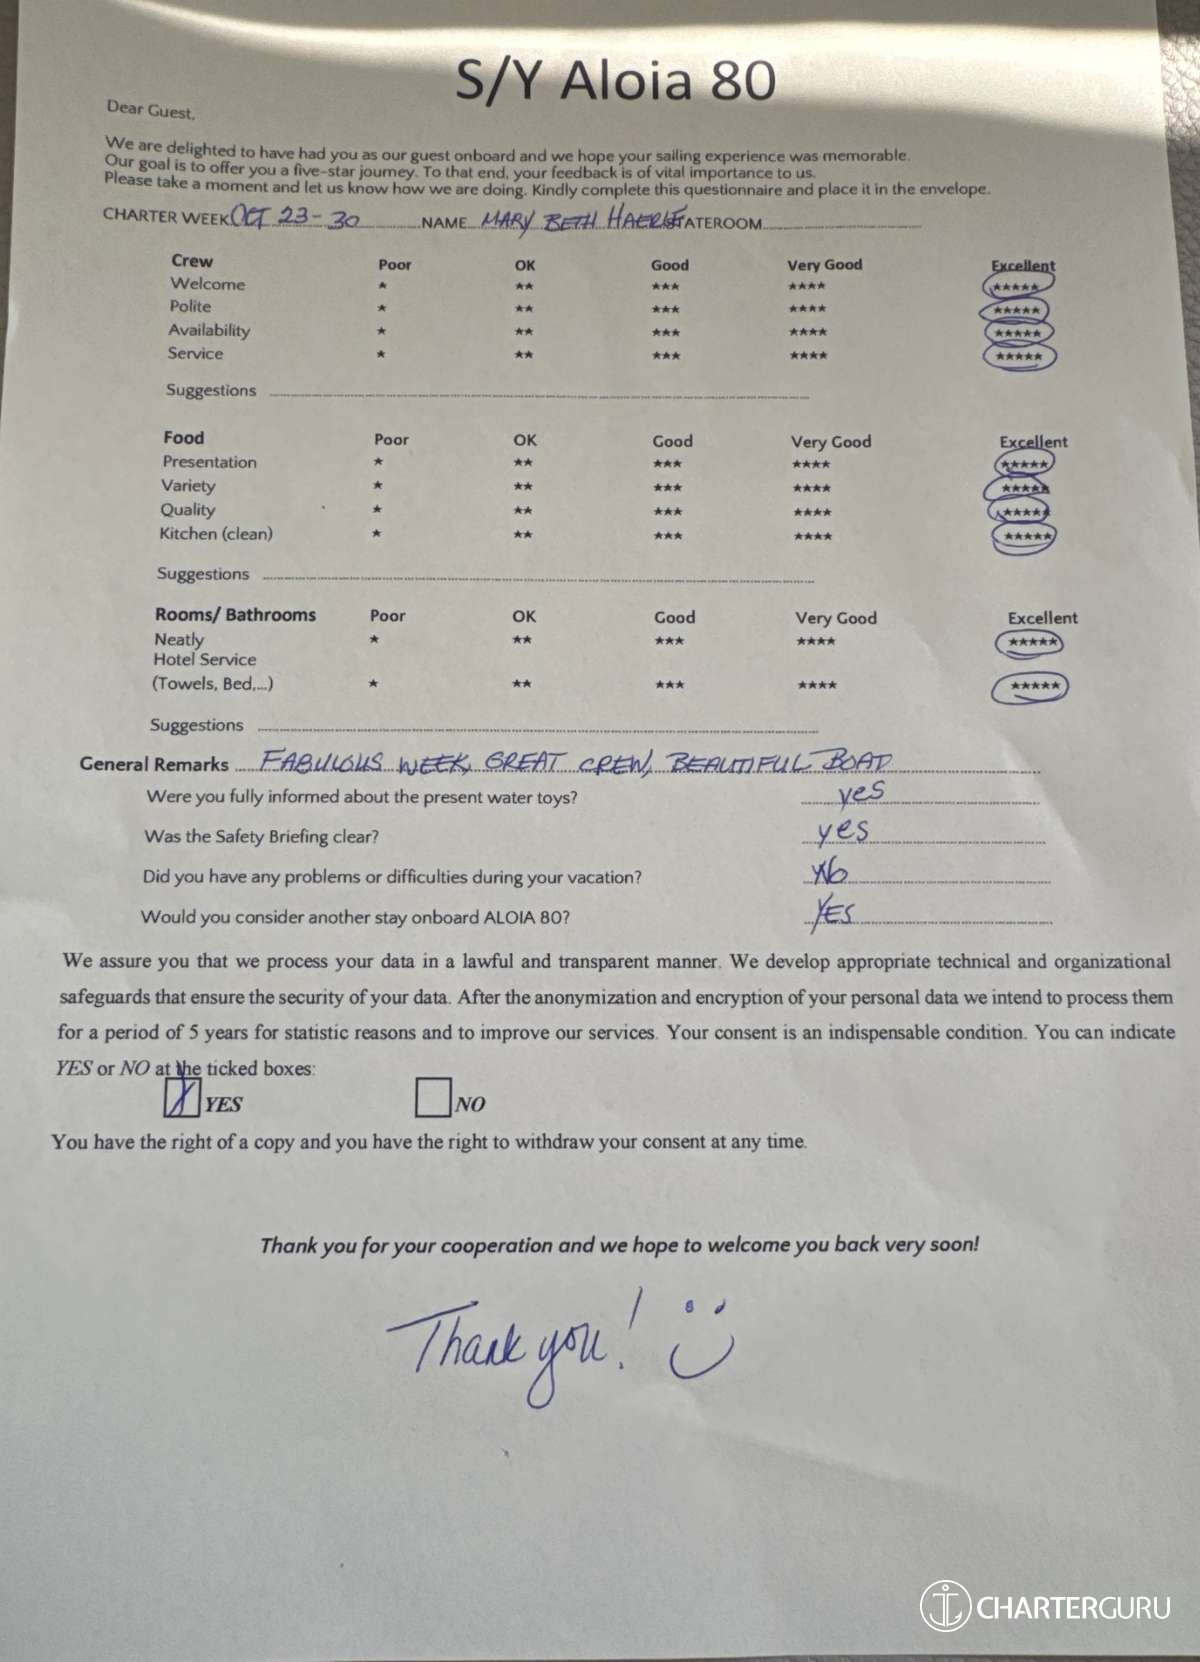 S/Y Aloia 80
Dear Guest,
We are delighted to have had you as our guest onboard and we hope your sailing experience was memorable.
Our goal is to offer you a five-star journey. To that end, your feedback is of vital importance to us.
Please take a moment and let us know how we are doing. Kindly complete this questionnaire and place it in the envelope.
CHARTER WEEK OCT 23-30 NAME MARY BETH STATEROOM
Crew Poor OK Good Very Good Excellent
Welcome ★ ★★ ★★★ ★★★★ ★★★★★
Polite ★ ★★ ★★★ ★★★★ ★★★★★
Availability ★ ★★ ★★★ ★★★★ ★★★★★
Service ★ ★★ ★★★ ★★★★ ★★★★★
Suggestions
Food Poor OK Good Very Good Excellent
Presentation ★ ★★ ★★★ ★★★★ ★★★★★
Variety ★ ★★ ★★★ ★★★★ ★★★★★
Quality ★ ★★ ★★★ ★★★★ ★★★★★
Kitchen (clean) ★ ★★ ★★★ ★★★★ ★★★★★
Suggestions
Rooms/ Bathrooms Poor OK Good Very Good Excellent
Neatly ★ ★★ ★★★ ★★★★ ★★★★★
Hotel Service
(Towels, Bed,...) ★ ★★ ★★★ ★★★★ ★★★★★
Suggestions
General Remarks FABULOUS WEEK, GREAT CREW, BEAUTIFUL BOAT
Were you fully informed about the present water toys? yes
Was the Safety Briefing clear? yes
Did you have any problems or difficulties during your vacation? No
Would you consider another stay onboard ALOIA 80? YES
We assure you that we process your data in a lawful and transparent manner. We develop appropriate technical and organizational
safeguards that ensure the security of your data. After the anonymization and encryption of your personal data we intend to process them
for a period of 5 years for statistic reasons and to improve our services. Your consent is an indispensable condition. You can indicate
YES or NO at the ticked boxes:
X YES NO
You have the right of a copy and you have the right to withdraw your consent at any time.
Thank you for your cooperation and we hope to welcome you back very soon!
Thank you!
CHARTERGURU